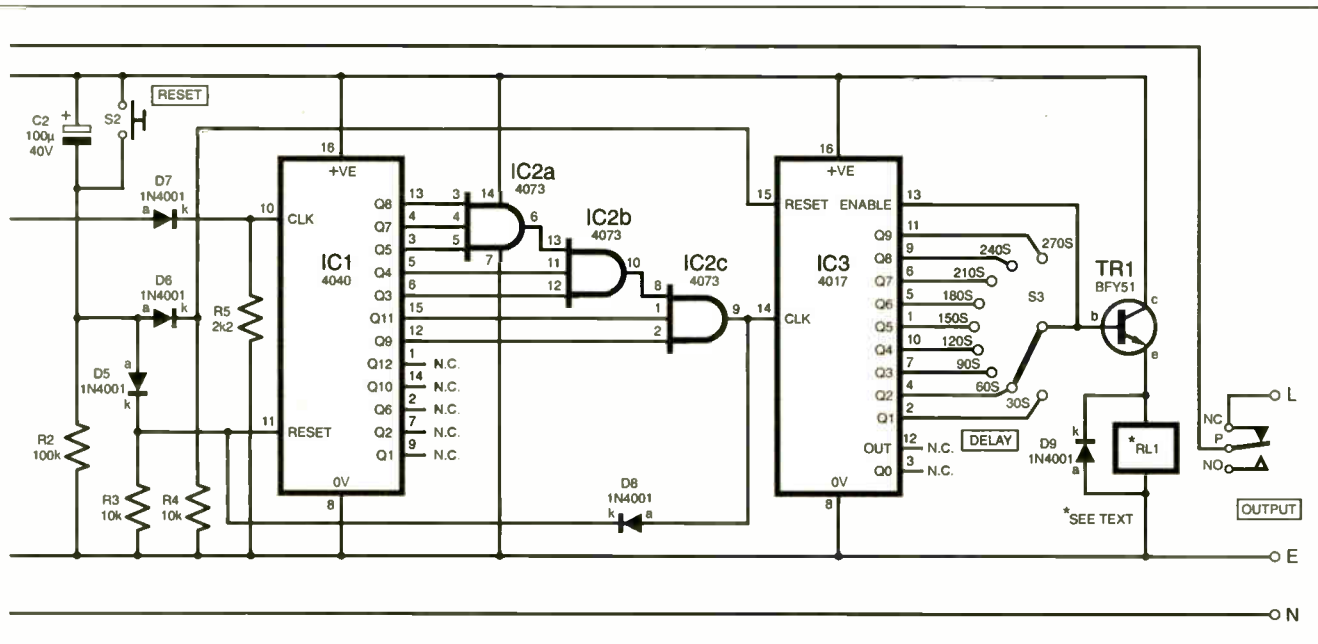 RESET
C2
100µ
40V
+
S2
D7
1N4001
a k
D6
1N4001
a k
D5
1N4001
a
k
R5
2k2
R2
100k
R3
10k
R4
10k
16
+VE
10 CLK
IC1
4040
11 RESET
0V
8
Q8 13
Q7 4
Q5 3
Q4 5
Q3 6
Q11 15
Q9 12
Q12 1 N.C.
Q10 14 N.C.
Q6 2 N.C.
Q2 7 N.C.
Q1 9 N.C.
IC2a
4073
3 14
4 6
5 7
IC2b
4073
13
11 10
12
IC2c
4073
8
1 9
2
D8
1N4001
k a
16
+VE
15 RESET ENABLE 13
IC3
4017
14 CLK
0V
8
Q9 11 270S
Q8 9 240S
Q7 6 210S
Q6 5 180S
Q5 1 150S
Q4 10 120S
Q3 7 90S
Q2 4 60S
Q1 2 30S
OUT 12 N.C.
Q0 3 N.C.
S3
DELAY
TR1
BFY51
c
b
e
D9
1N4001
k
a
*RL1
*SEE TEXT
NC
P
NO
L
OUTPUT
E
N